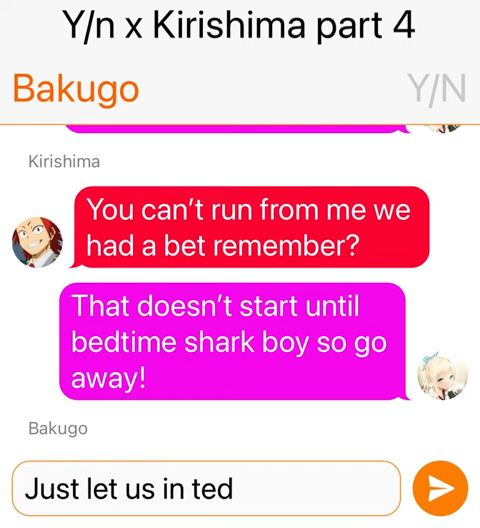 Y/n x Kirishima part 4
Bakugo
Y/N
Kirishima
You can't run from me we
had a bet remember?
That doesn't start until
bedtime shark boy so go
away!
Bakugo
Just let us in ted